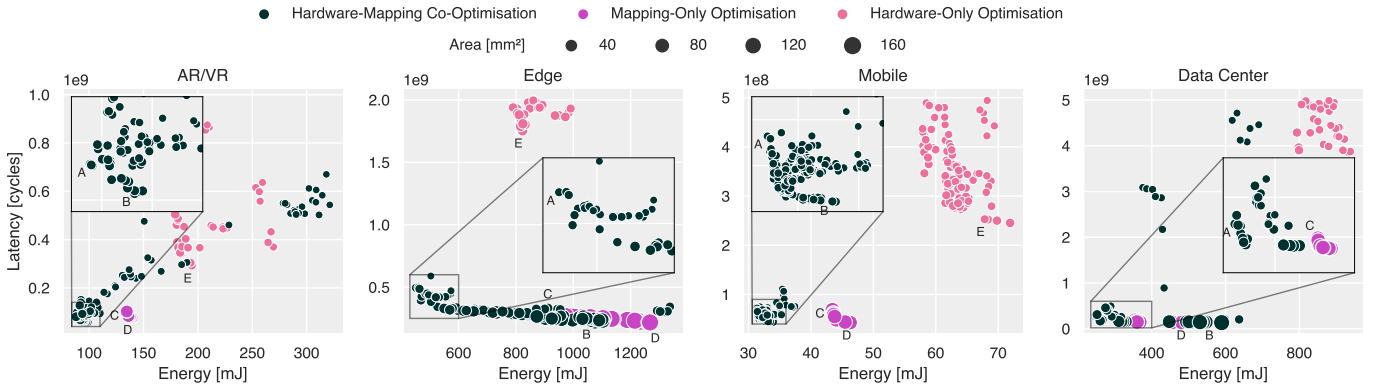 Hardware-Mapping Co-Optimisation Mapping-Only Optimisation Hardware-Only Optimisation
Area [mm²] 40 80 120 160
1e9 AR/VR
1e9 Edge
1e8 Mobile
1e9 Data Center
Latency [cycles]
1.0
0.8
0.6
0.4
0.2
A
B
E
C
D
100 150 200 250 300
Energy [mJ]
2.0
1.5
1.0
0.5
E
A
C
B
D
600 800 1000 1200
Energy [mJ]
5
4
3
2
1
A
B
E
C
D
30 40 50 60 70
Energy [mJ]
5
4
3
2
1
0
A
C
D
B
400 600 800
Energy [mJ]